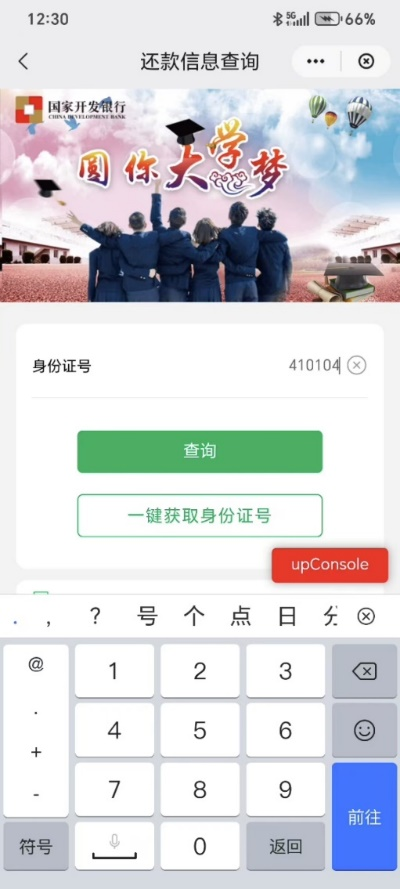 12:30
5G
66%
还款信息查询
国家开发银行
CHINA DEVELOPMENT BANK
圆你大学梦
身份证号
410104
查询
一键获取身份证号
upConsole
. , ? 号 个 点 日 分
@ 1 2 3
.
+ 4 5 6
- 7 8 9
前往
符号 0 返回